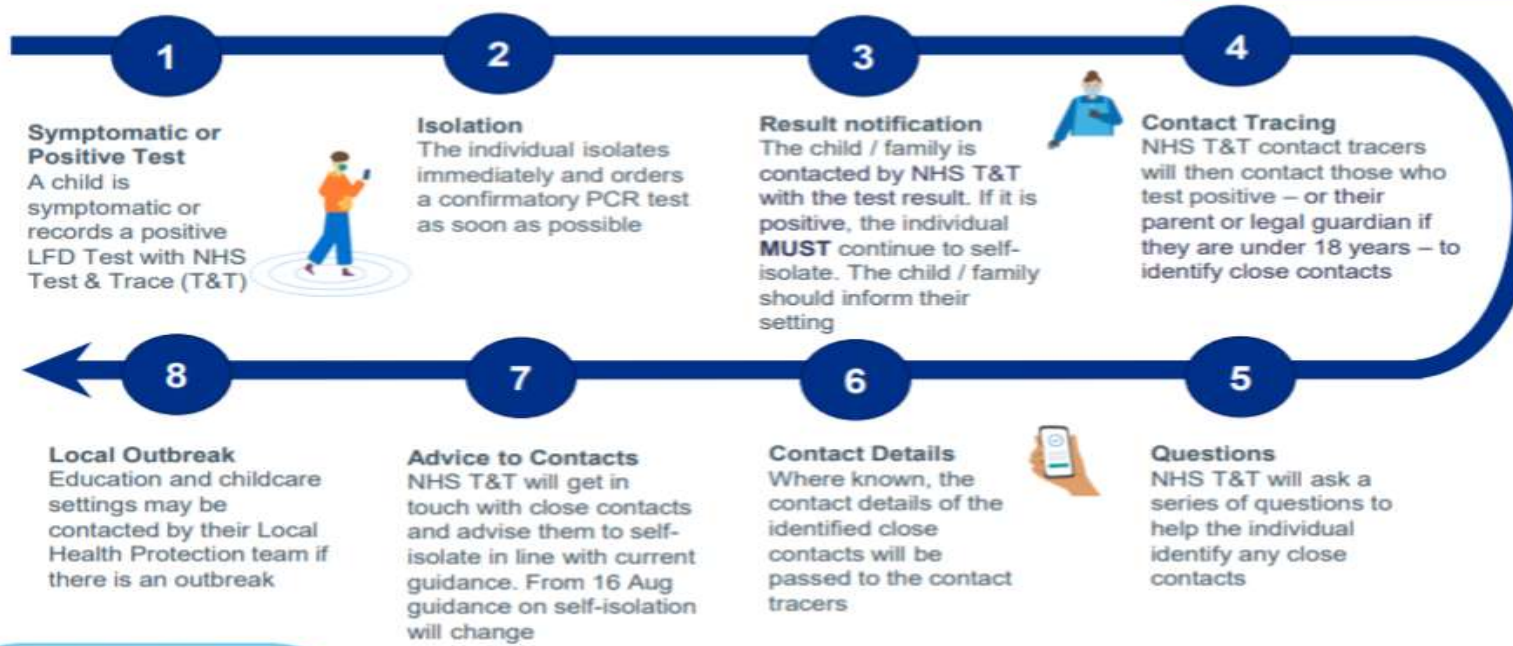 1
2
3
4
Symptomatic or
Positive Test
A child is
symptomatic or
records a positive
LFD Test with NHS
Test & Trace (T&T)
Isolation
The individual isolates
immediately and orders
a confirmatory PCR test
as soon as possible
Result notification
The child / family is
contacted by NHS T&T
with the test result. If it is
positive, the individual
MUST continue to self-
isolate. The child / family
should inform their
setting
Contact Tracing
NHS T&T contact tracers
will then contact those who
test positive – or their
parent or legal guardian if
they are under 18 years – to
identify close contacts
5
Questions
NHS T&T will ask a
series of questions to
help the individual
identify any close
contacts
6
Contact Details
Where known, the
contact details of the
identified close
contacts will be
passed to the contact
tracers
7
Advice to Contacts
NHS T&T will get in
touch with close contacts
and advise them to self-
isolate in line with current
guidance. From 16 Aug
guidance on self-isolation
will change
8
Local Outbreak
Education and childcare
settings may be
contacted by their Local
Health Protection team if
there is an outbreak